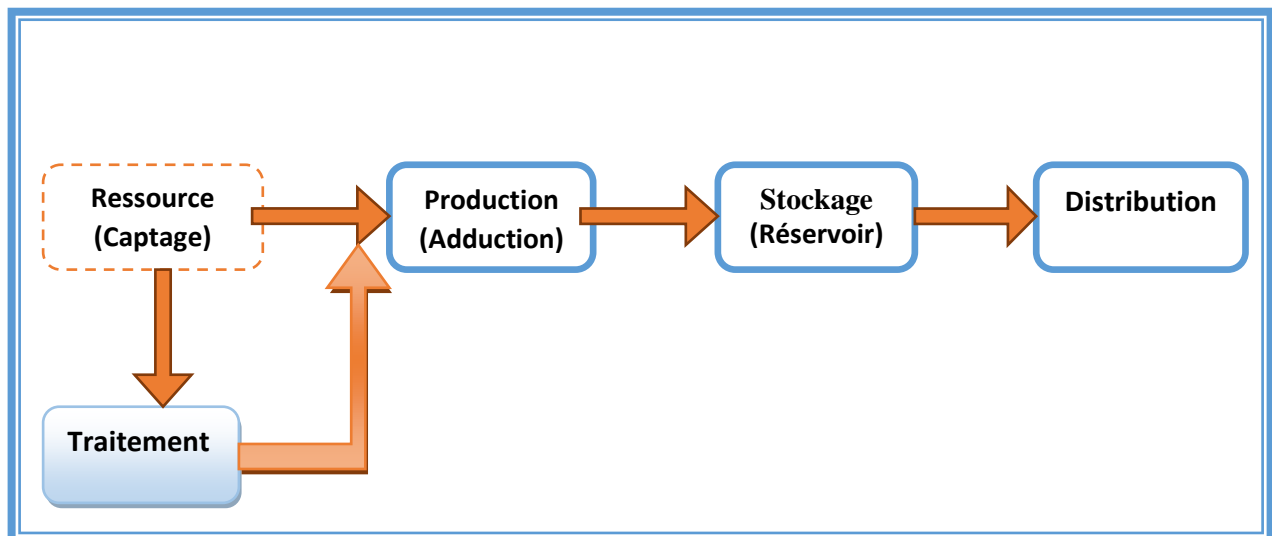 Ressource
(Captage)
Production
(Adduction)
Stockage
(Réservoir)
Distribution
Traitement